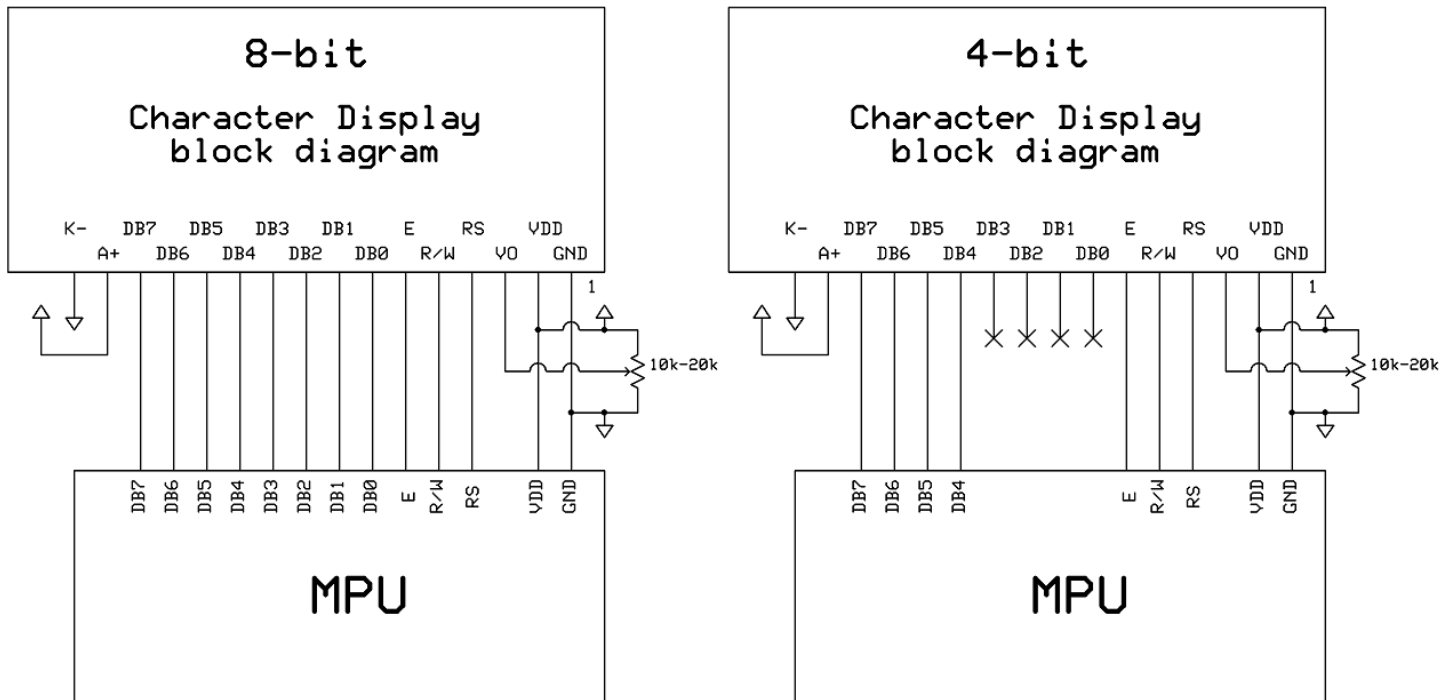 8-bit
Character Display
block diagram
K- DB7 DB5 DB3 DB1 E RS VDD
A+ DB6 DB4 DB2 DB0 R/W VO GND
1
10k-20k
DB7 DB6 DB5 DB4 DB3 DB2 DB1 DB0 E R/W RS VDD GND
MPU
4-bit
Character Display
block diagram
K- DB7 DB5 DB3 DB1 E RS VDD
A+ DB6 DB4 DB2 DB0 R/W VO GND
1
10k-20k
DB7 DB6 DB5 DB4 E R/W RS VDD GND
MPU